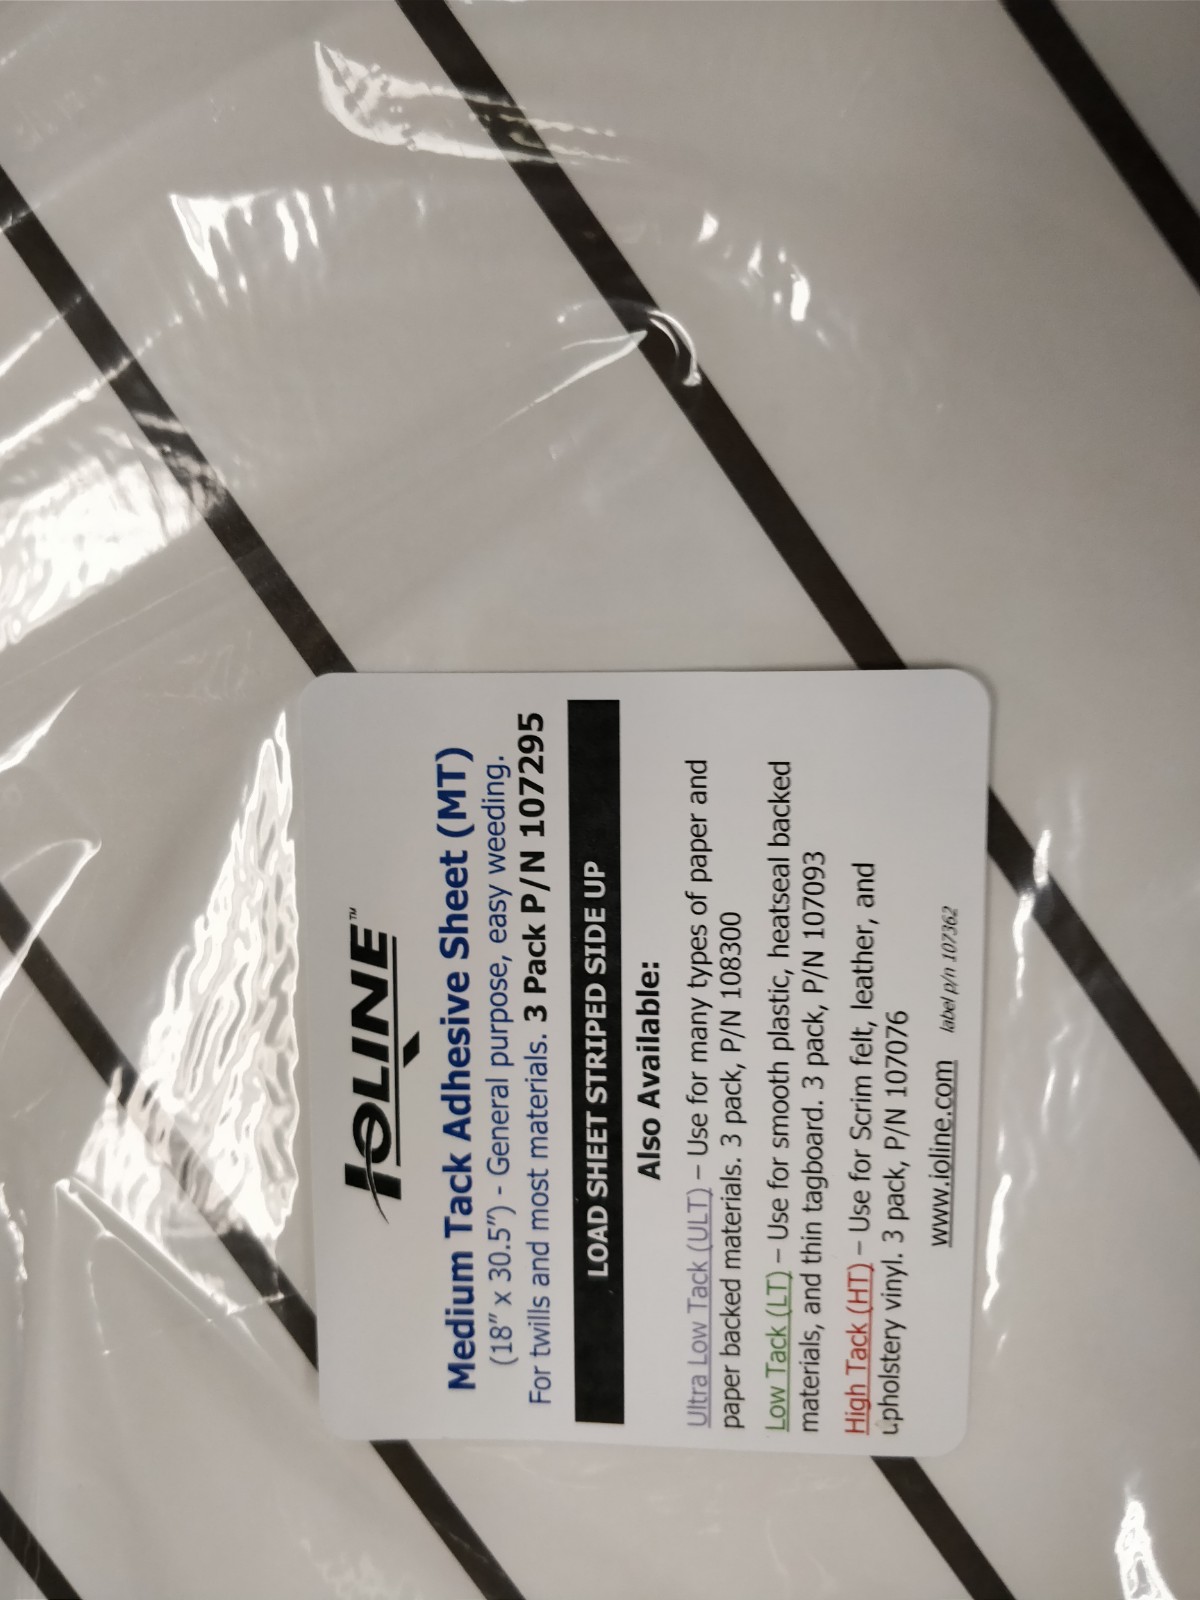 IOLINE™
Medium Tack Adhesive Sheet (MT)
(18" x 30.5") - General purpose, easy weeding.
For twills and most materials. 3 Pack P/N 107295
LOAD SHEET STRIPED SIDE UP
Also Available:
Ultra Low Tack (ULT) – Use for many types of paper and
paper backed materials. 3 pack, P/N 108300
Low Tack (LT) – Use for smooth plastic, heatseal backed
materials, and thin tagboard. 3 pack, P/N 107093
High Tack (HT) – Use for Scrim felt, leather, and
upholstery vinyl. 3 pack, P/N 107076
www.ioline.com label p/n 107362